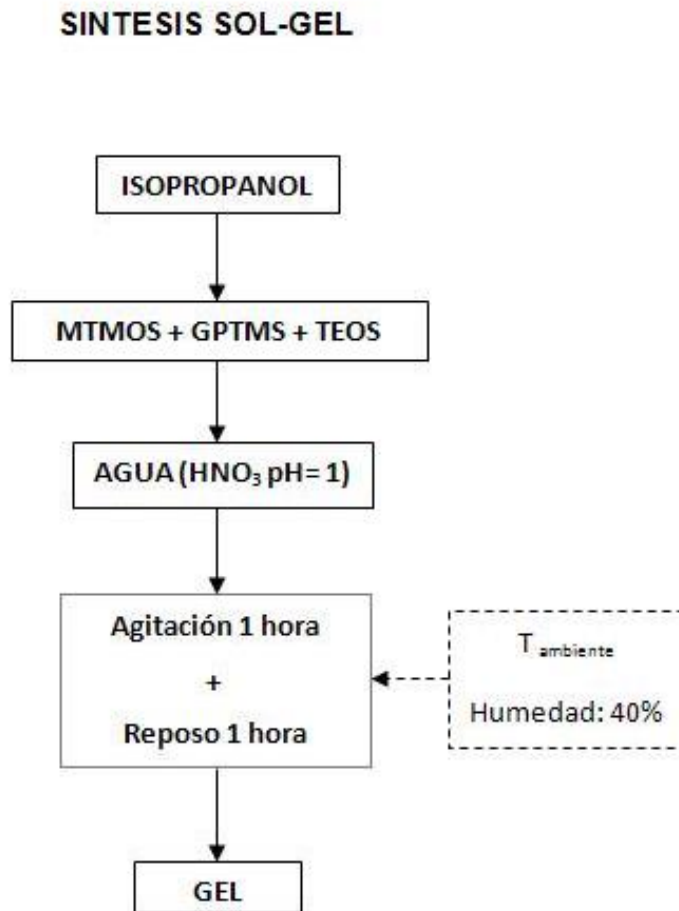 SINTESIS SOL-GEL
ISOPROPANOL
MTMOS + GPTMS + TEOS
AGUA (HNO₃ pH= 1)
Agitación 1 hora
+
Reposo 1 hora
T ambiente
Humedad: 40%
GEL